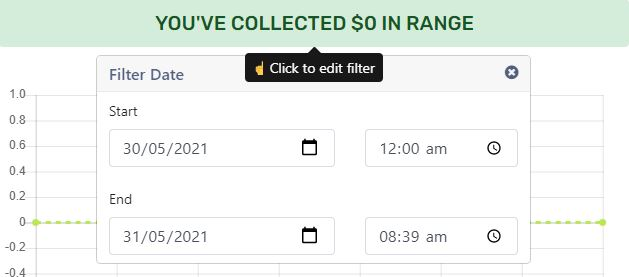 YOU'VE COLLECTED $0 IN RANGE
☝ Click to edit filter
Filter Date
Start
30/05/2021 12:00 am
End
31/05/2021 08:39 am
1.0
0.8
0.6
0.4
0.2
0
-0.2
-0.4